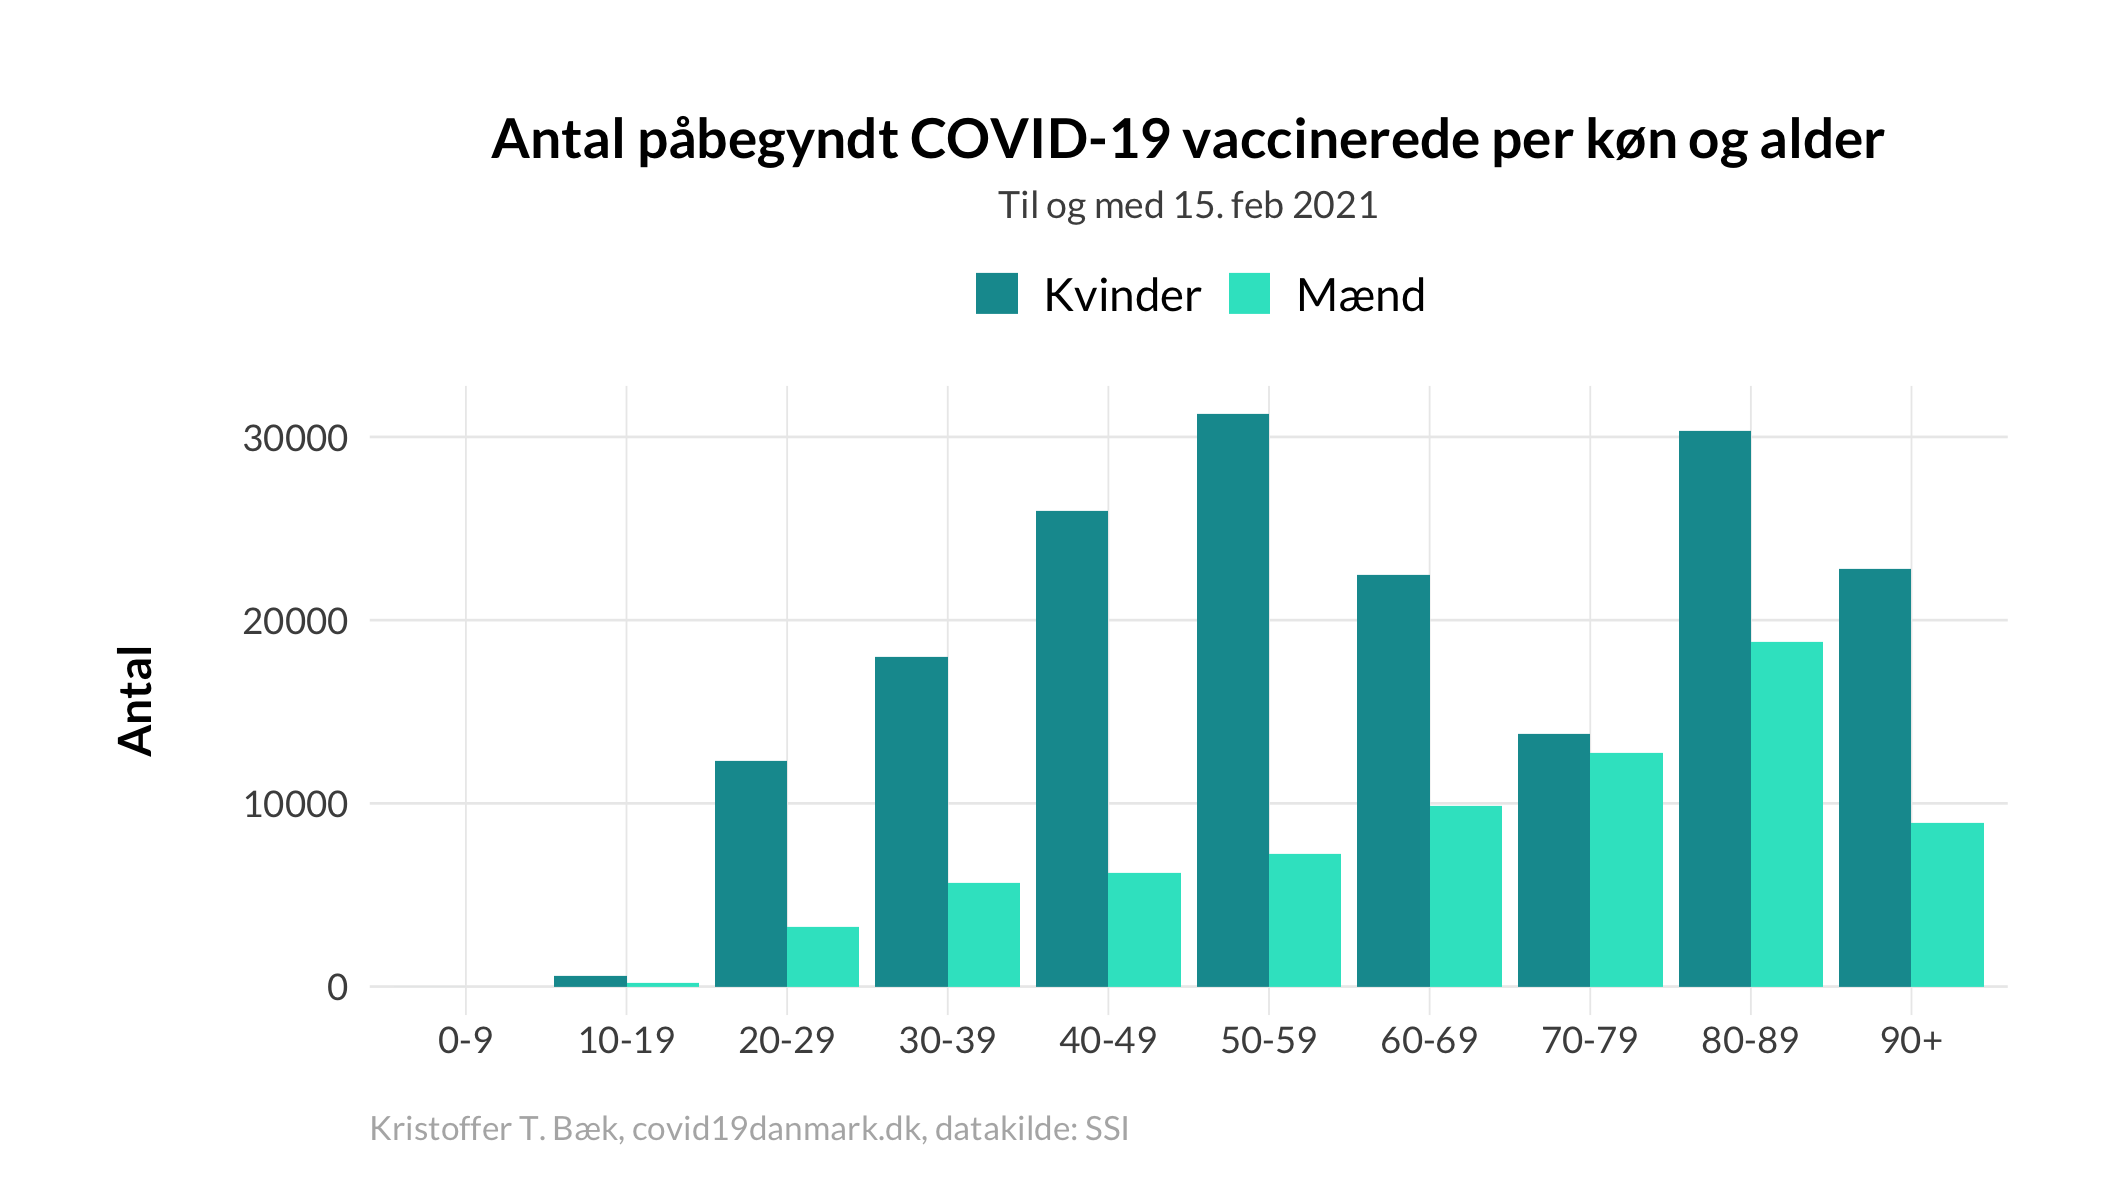 Antal påbegyndt COVID-19 vaccinerede per køn og alder
Til og med 15. feb 2021
Kvinder Mænd
Antal
30000
20000
10000
0
0-9 10-19 20-29 30-39 40-49 50-59 60-69 70-79 80-89 90+
Kristoffer T. Bæk, covid19danmark.dk, datakilde: SSI